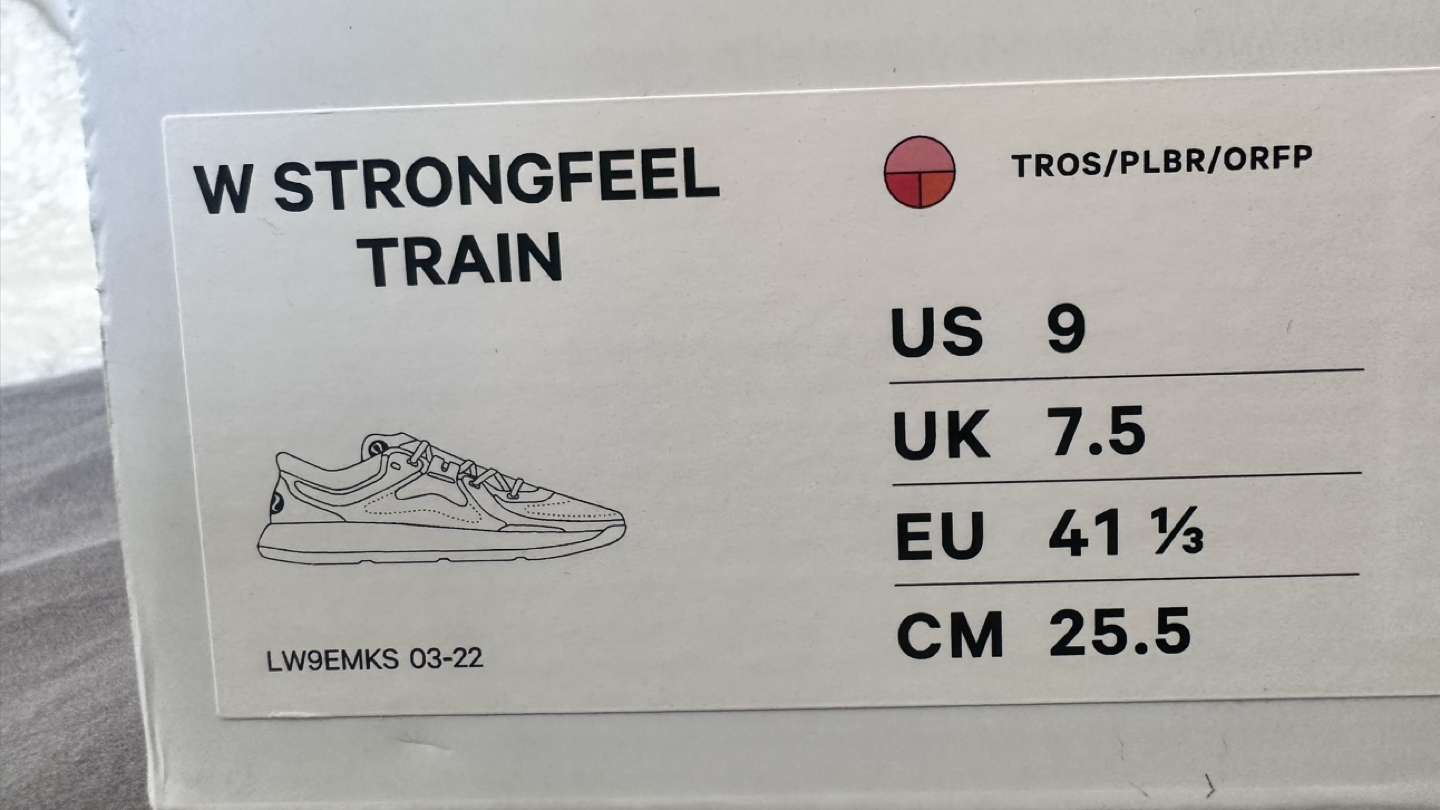 W STRONGFEEL
TRAIN
TROS/PLBR/ORFP
US 9
UK 7.5
EU 41 ⅓
CM 25.5
LW9EMKS 03-22